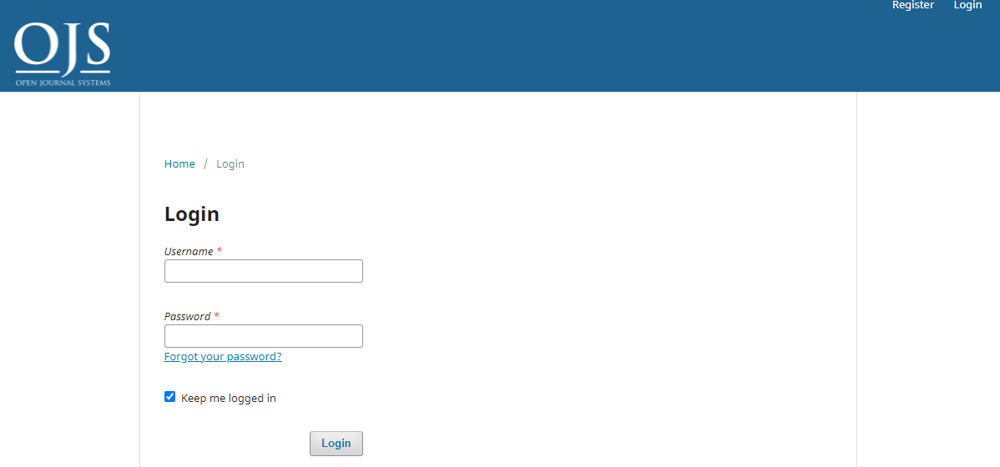 Register Login
OJS
OPEN JOURNAL SYSTEMS
Home / Login
Login
Username *
Password *
Forgot your password?
Keep me logged in
Login